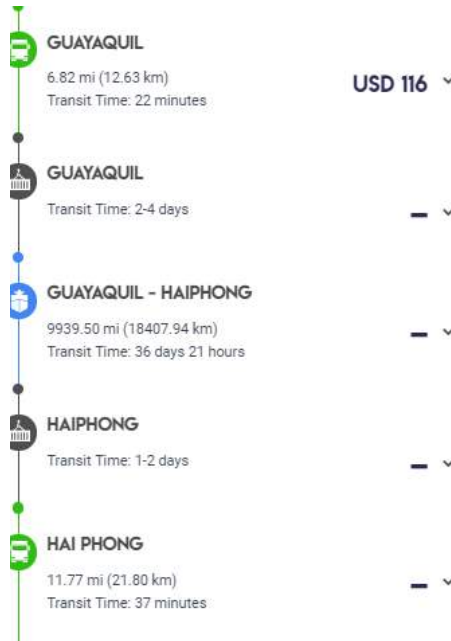 GUAYAQUIL
6.82 mi (12.63 km)
Transit Time: 22 minutes
USD 116
GUAYAQUIL
Transit Time: 2-4 days
–
GUAYAQUIL - HAIPHONG
9939.50 mi (18407.94 km)
Transit Time: 36 days 21 hours
–
HAIPHONG
Transit Time: 1-2 days
–
HAI PHONG
11.77 mi (21.80 km)
Transit Time: 37 minutes
–